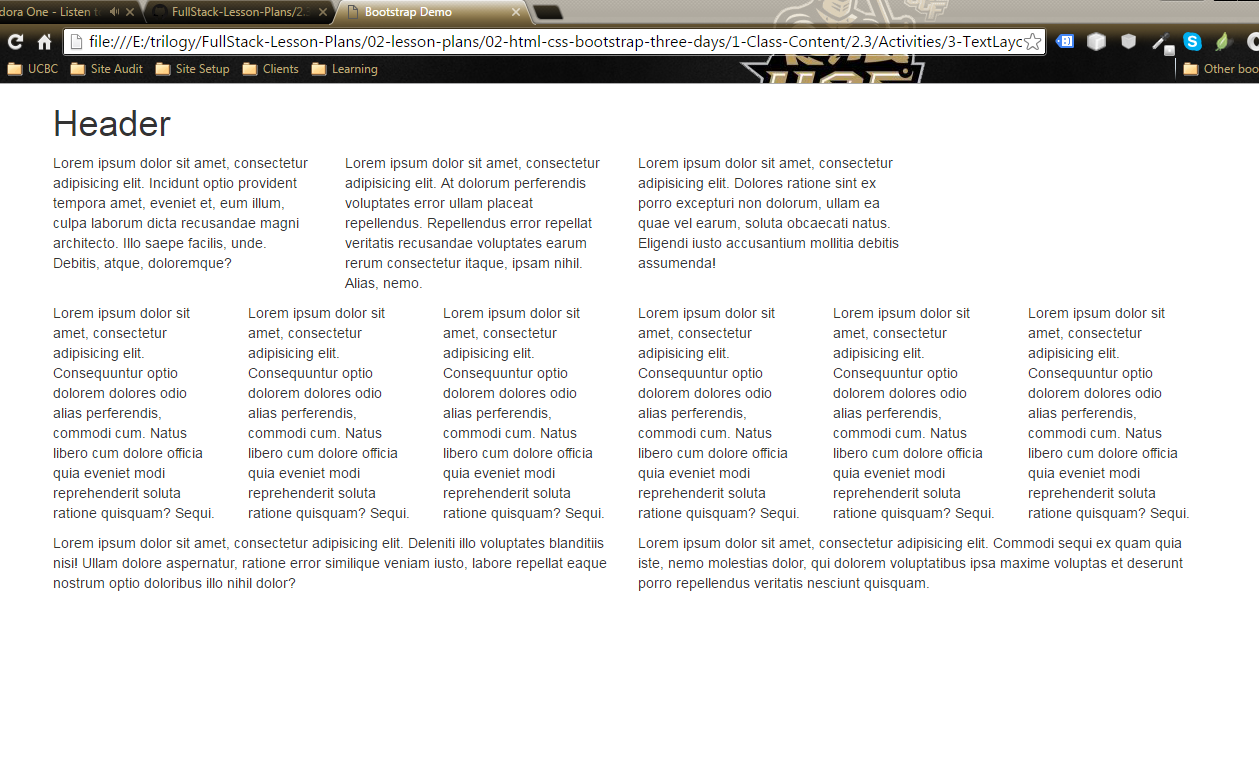 dora One - Listen t
FullStack-Lesson-Plans/2.
Bootstrap Demo
file:///E:/trilogy/FullStack-Lesson-Plans/02-lesson-plans/02-html-css-bootstrap-three-days/1-Class-Content/2.3/Activities/3-TextLayc
UCBC Site Audit Site Setup Clients Learning Other boo
Header
Lorem ipsum dolor sit amet, consectetur
adipisicing elit. Incidunt optio provident
tempora amet, eveniet et, eum illum,
culpa laborum dicta recusandae magni
architecto. Illo saepe facilis, unde.
Debitis, atque, doloremque?
Lorem ipsum dolor sit amet, consectetur
adipisicing elit. At dolorum perferendis
voluptates error ullam placeat
repellendus. Repellendus error repellat
veritatis recusandae voluptates earum
rerum consectetur itaque, ipsam nihil.
Alias, nemo.
Lorem ipsum dolor sit amet, consectetur
adipisicing elit. Dolores ratione sint ex
porro excepturi non dolorum, ullam ea
quae vel earum, soluta obcaecati natus.
Eligendi iusto accusantium mollitia debitis
assumenda!
Lorem ipsum dolor sit
amet, consectetur
adipisicing elit.
Consequuntur optio
dolorem dolores odio
alias perferendis,
commodi cum. Natus
libero cum dolore officia
quia eveniet modi
reprehenderit soluta
ratione quisquam? Sequi.
Lorem ipsum dolor sit
amet, consectetur
adipisicing elit.
Consequuntur optio
dolorem dolores odio
alias perferendis,
commodi cum. Natus
libero cum dolore officia
quia eveniet modi
reprehenderit soluta
ratione quisquam? Sequi.
Lorem ipsum dolor sit
amet, consectetur
adipisicing elit.
Consequuntur optio
dolorem dolores odio
alias perferendis,
commodi cum. Natus
libero cum dolore officia
quia eveniet modi
reprehenderit soluta
ratione quisquam? Sequi.
Lorem ipsum dolor sit
amet, consectetur
adipisicing elit.
Consequuntur optio
dolorem dolores odio
alias perferendis,
commodi cum. Natus
libero cum dolore officia
quia eveniet modi
reprehenderit soluta
ratione quisquam? Sequi.
Lorem ipsum dolor sit
amet, consectetur
adipisicing elit.
Consequuntur optio
dolorem dolores odio
alias perferendis,
commodi cum. Natus
libero cum dolore officia
quia eveniet modi
reprehenderit soluta
ratione quisquam? Sequi.
Lorem ipsum dolor sit
amet, consectetur
adipisicing elit.
Consequuntur optio
dolorem dolores odio
alias perferendis,
commodi cum. Natus
libero cum dolore officia
quia eveniet modi
reprehenderit soluta
ratione quisquam? Sequi.
Lorem ipsum dolor sit amet, consectetur adipisicing elit. Deleniti illo voluptates blanditiis
nisi! Ullam dolore aspernatur, ratione error similique veniam iusto, labore repellat eaque
nostrum optio doloribus illo nihil dolor?
Lorem ipsum dolor sit amet, consectetur adipisicing elit. Commodi sequi ex quam quia
iste, nemo molestias dolor, qui dolorem voluptatibus ipsa maxime voluptas et deserunt
porro repellendus veritatis nesciunt quisquam.